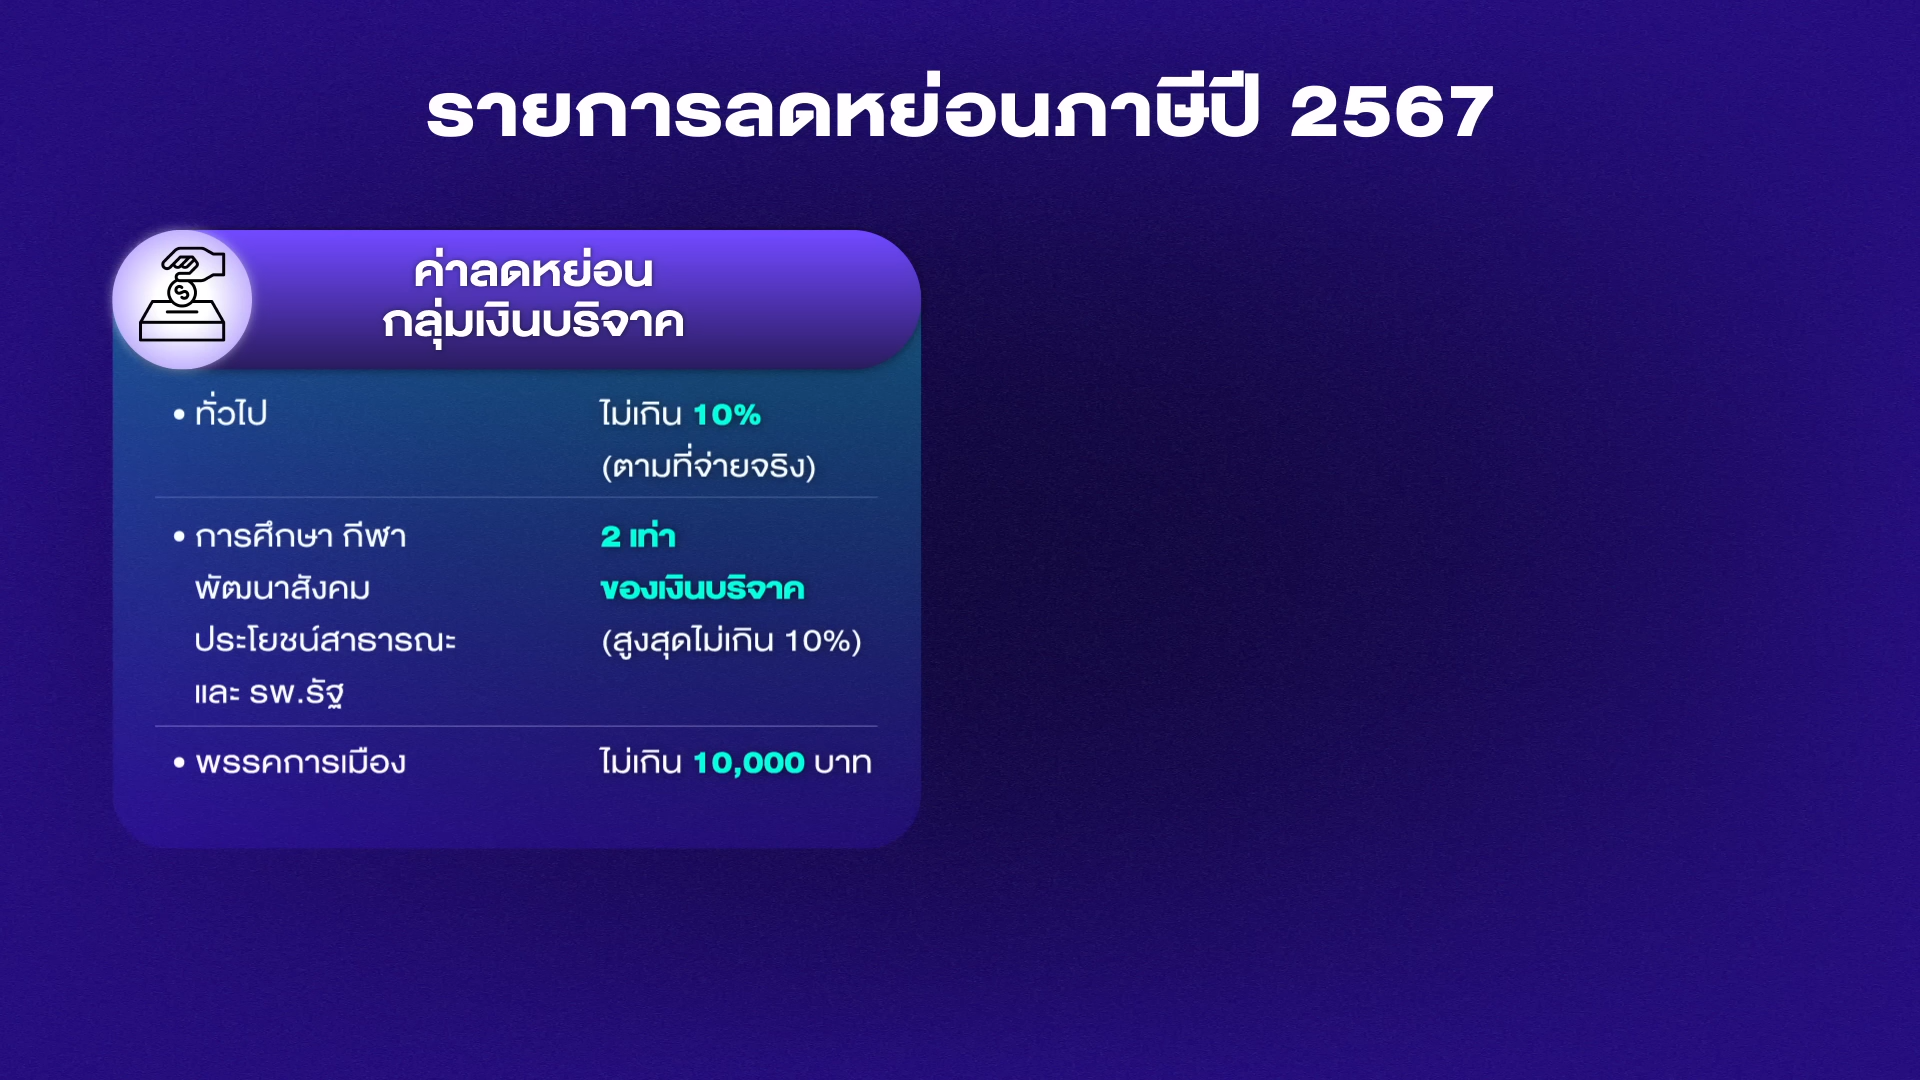 รายการลดหย่อนภาษีปี 2567
ค่าลดหย่อน
กลุ่มเงินบริจาค
• ทั่วไป
ไม่เกิน 10%
(ตามที่จ่ายจริง)
• การศึกษา กีฬา
พัฒนาสังคม
ประโยชน์สาธารณะ
และ รพ.รัฐ
2 เท่า
ของเงินบริจาค
(สูงสุดไม่เกิน 10%)
• พรรคการเมือง
ไม่เกิน 10,000 บาท